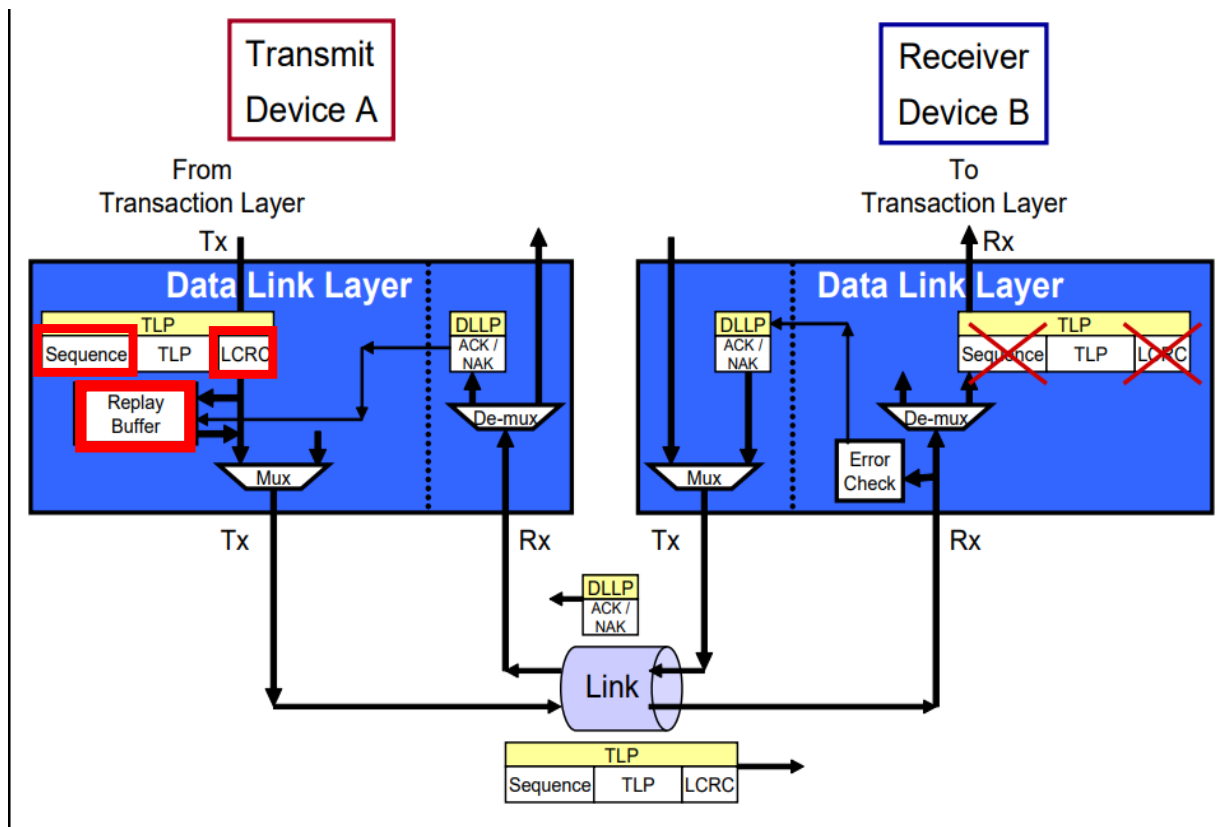 Transmit
Device A
Receiver
Device B
From
Transaction Layer
To
Transaction Layer
Tx
Rx
Data Link Layer
Data Link Layer
TLP
Sequence
TLP
LCRC
Replay
Buffer
Mux
DLLP
ACK /
NAK
De-mux
DLLP
ACK /
NAK
Mux
TLP
Sequence
TLP
LCRC
De-mux
Error
Check
Tx
Rx
Tx
Rx
DLLP
ACK /
NAK
Link
TLP
Sequence
TLP
LCRC